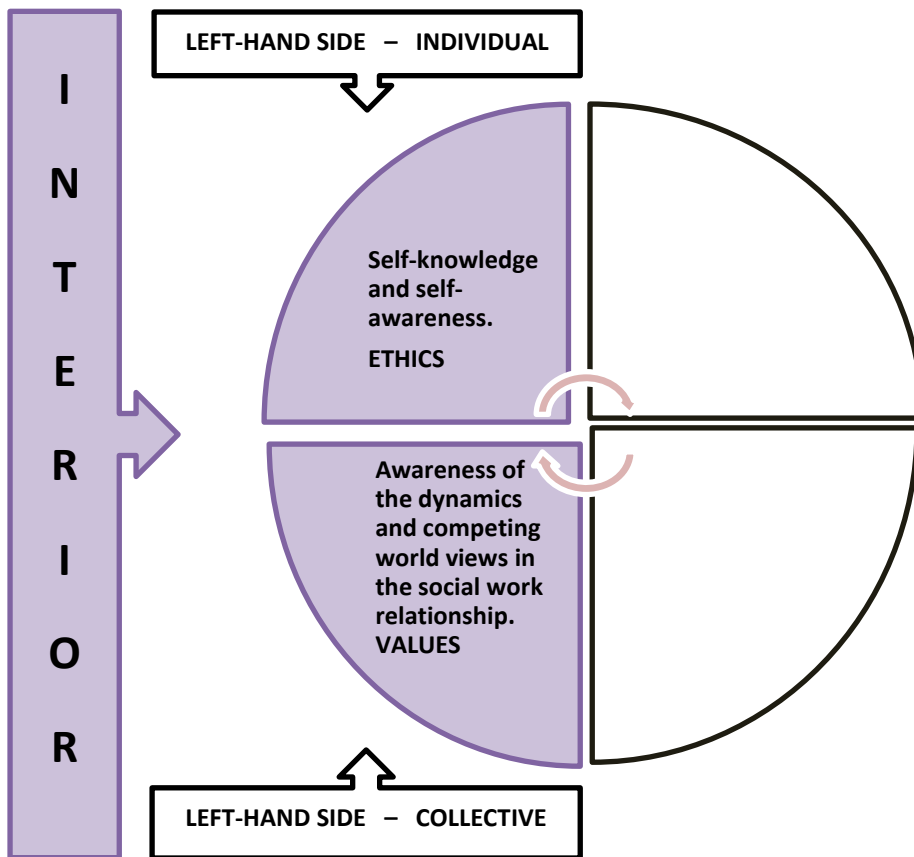 INTERIOR
LEFT-HAND SIDE – INDIVIDUAL
Self-knowledge
and self-
awareness.
ETHICS
Awareness of
the dynamics
and competing
world views in
the social work
relationship.
VALUES
LEFT-HAND SIDE – COLLECTIVE